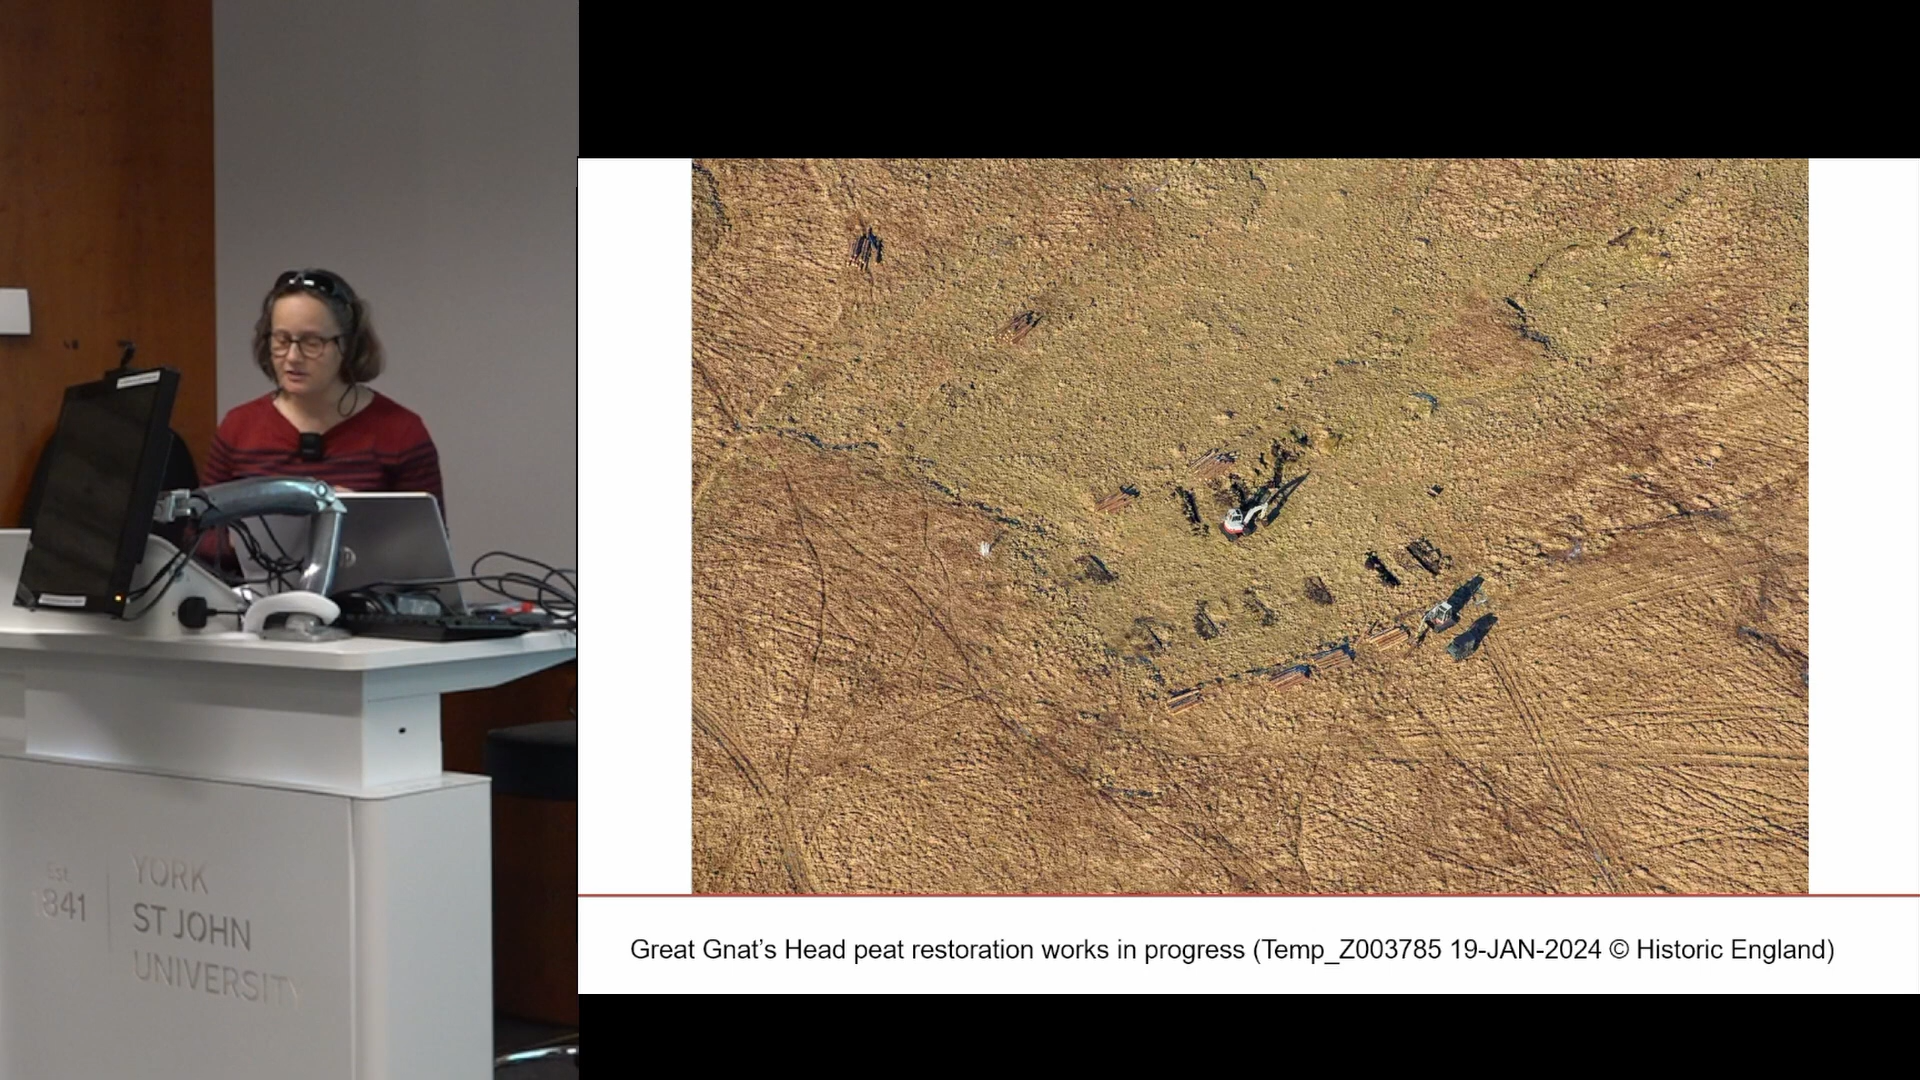 Est.
841
YORK
ST JOHN
UNIVERSITY
Great Gnat's Head peat restoration works in progress (Temp_Z003785 19-JAN-2024 © Historic England)